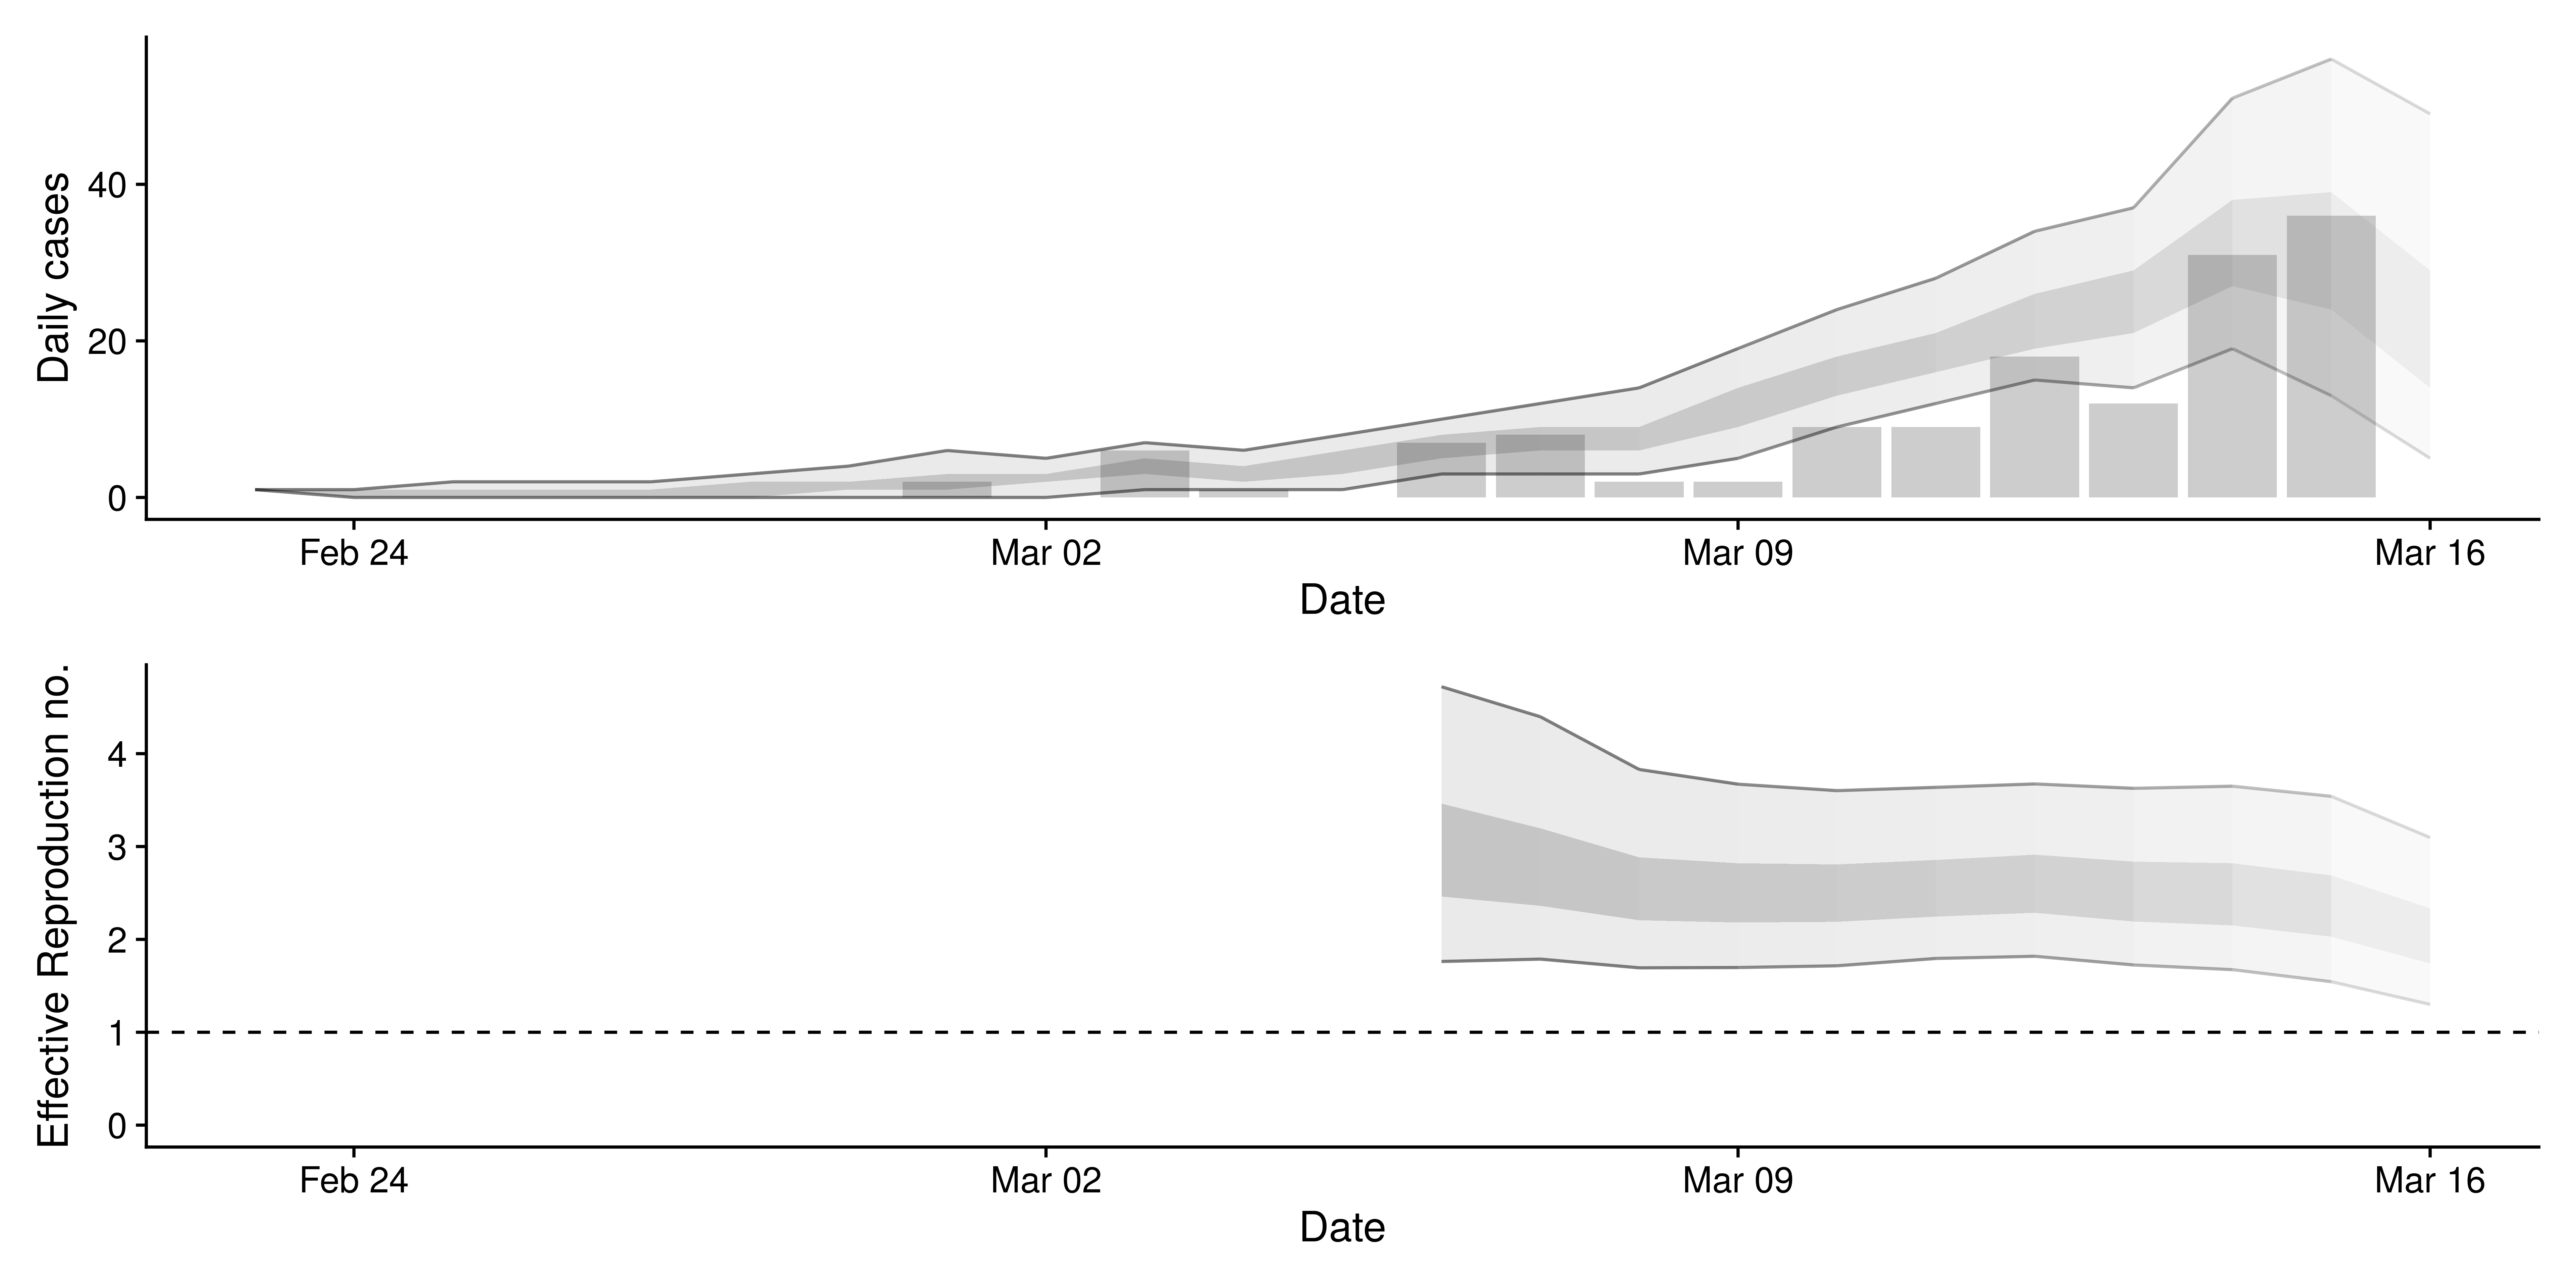 Daily cases
40
20
0
Feb 24
Mar 02
Mar 09
Mar 16
Date
Effective Reproduction no.
4
3
2
1
0
Feb 24
Mar 02
Mar 09
Mar 16
Date